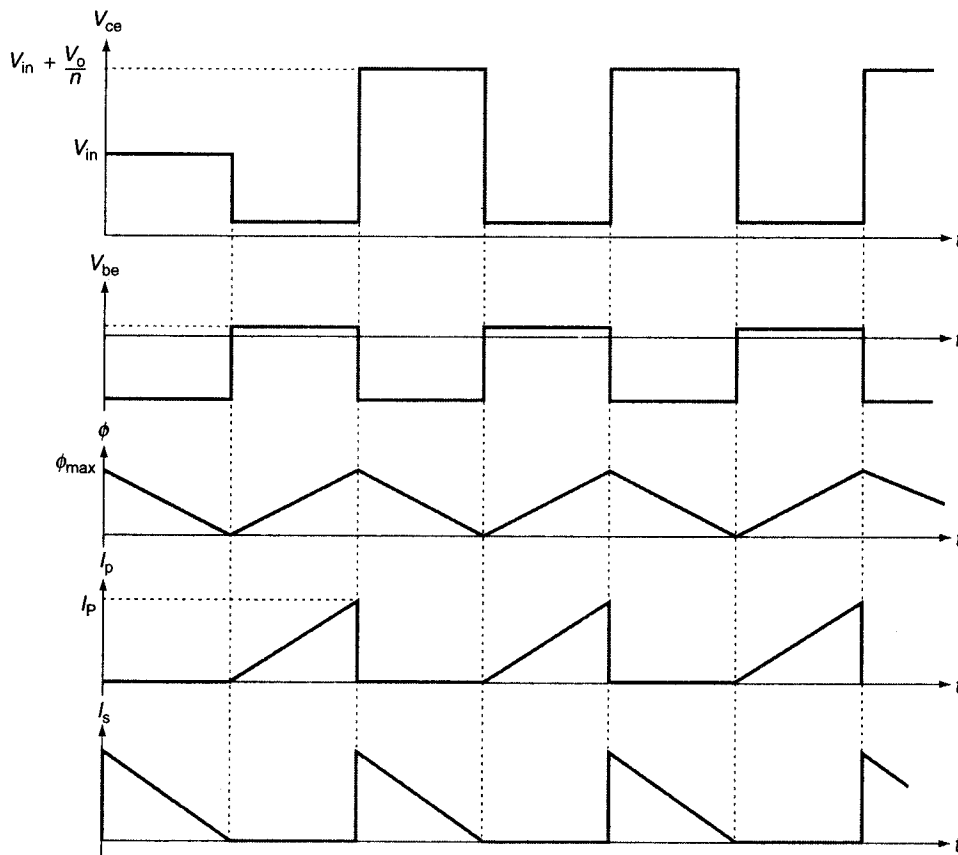 V_ce
V_in + V_o/n
V_in
t
V_be
t
ϕ
ϕ_max
t
I_p
I_P
t
I_s
t